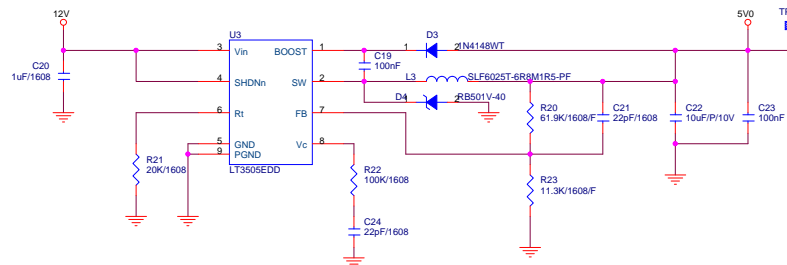 12V
5V0
TP
U3
D3
3
Vin
BOOST
1
1
2
1N4148WT
C20
1uF/1608
C19
100nF
4
SHDNn
SW
2
L3
SLF6025T-6R8M1R5-PF
D4
2
RB501V-40
6
Rt
FB
7
R20
61.9K/1608/F
C21
22pF/1608
C22
10uF/P/10V
C23
100nF
5
GND
Vc
8
9
PGND
LT3505EDD
R21
20K/1608
R22
100K/1608
R23
11.3K/1608/F
C24
22pF/1608